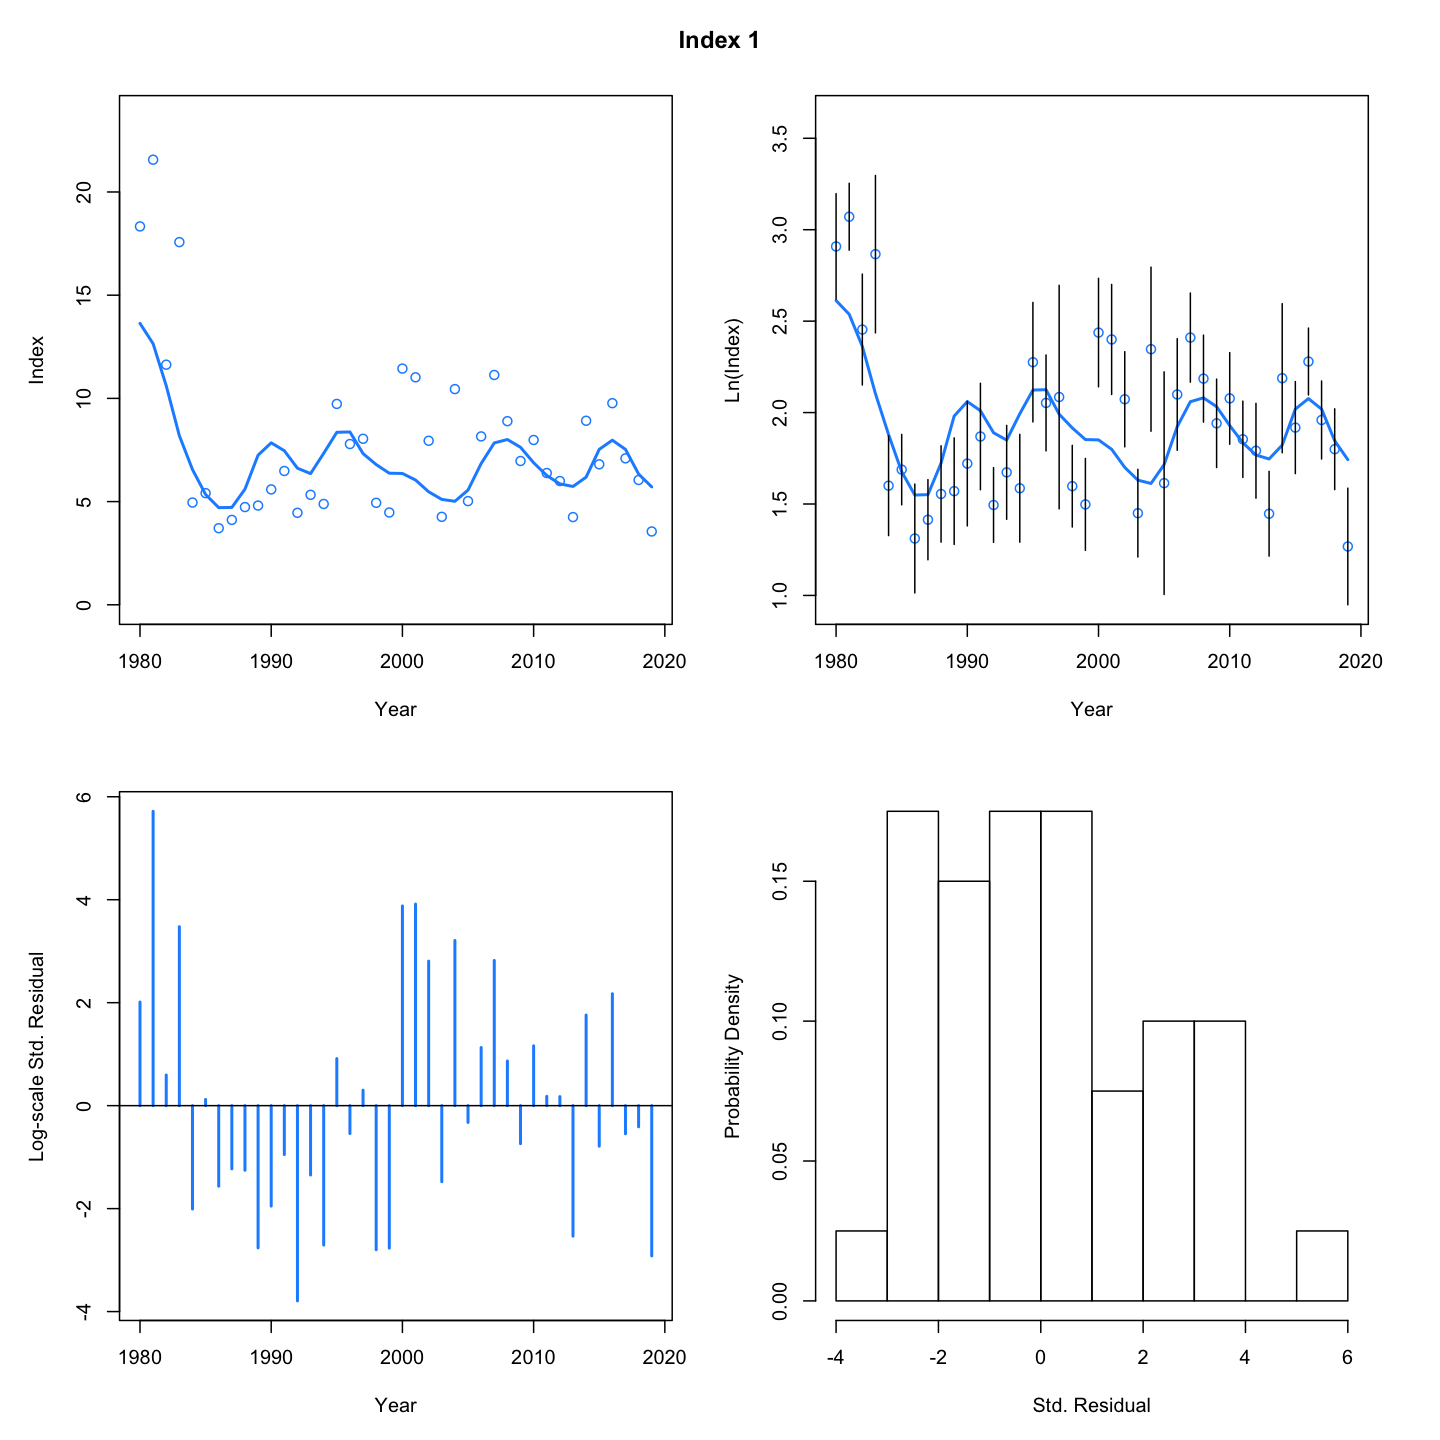 Index 1
Index
20
15
10
5
0
1980 1990 2000 2010 2020
Year
Ln(Index)
3.5
3.0
2.5
2.0
1.5
1.0
1980 1990 2000 2010 2020
Year
Log-scale Std. Residual
6
4
2
0
-2
-4
1980 1990 2000 2010 2020
Year
Probability Density
0.15
0.10
0.05
0.00
-4 -2 0 2 4 6
Std. Residual